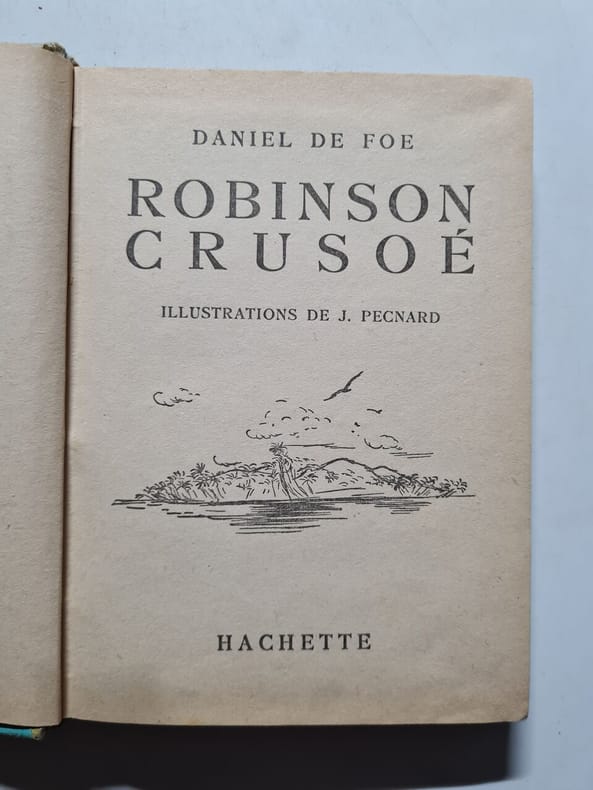 DANIEL DE FOE
ROBINSON
CRUSOÉ
ILLUSTRATIONS DE J. PECNARD
HACHETTE